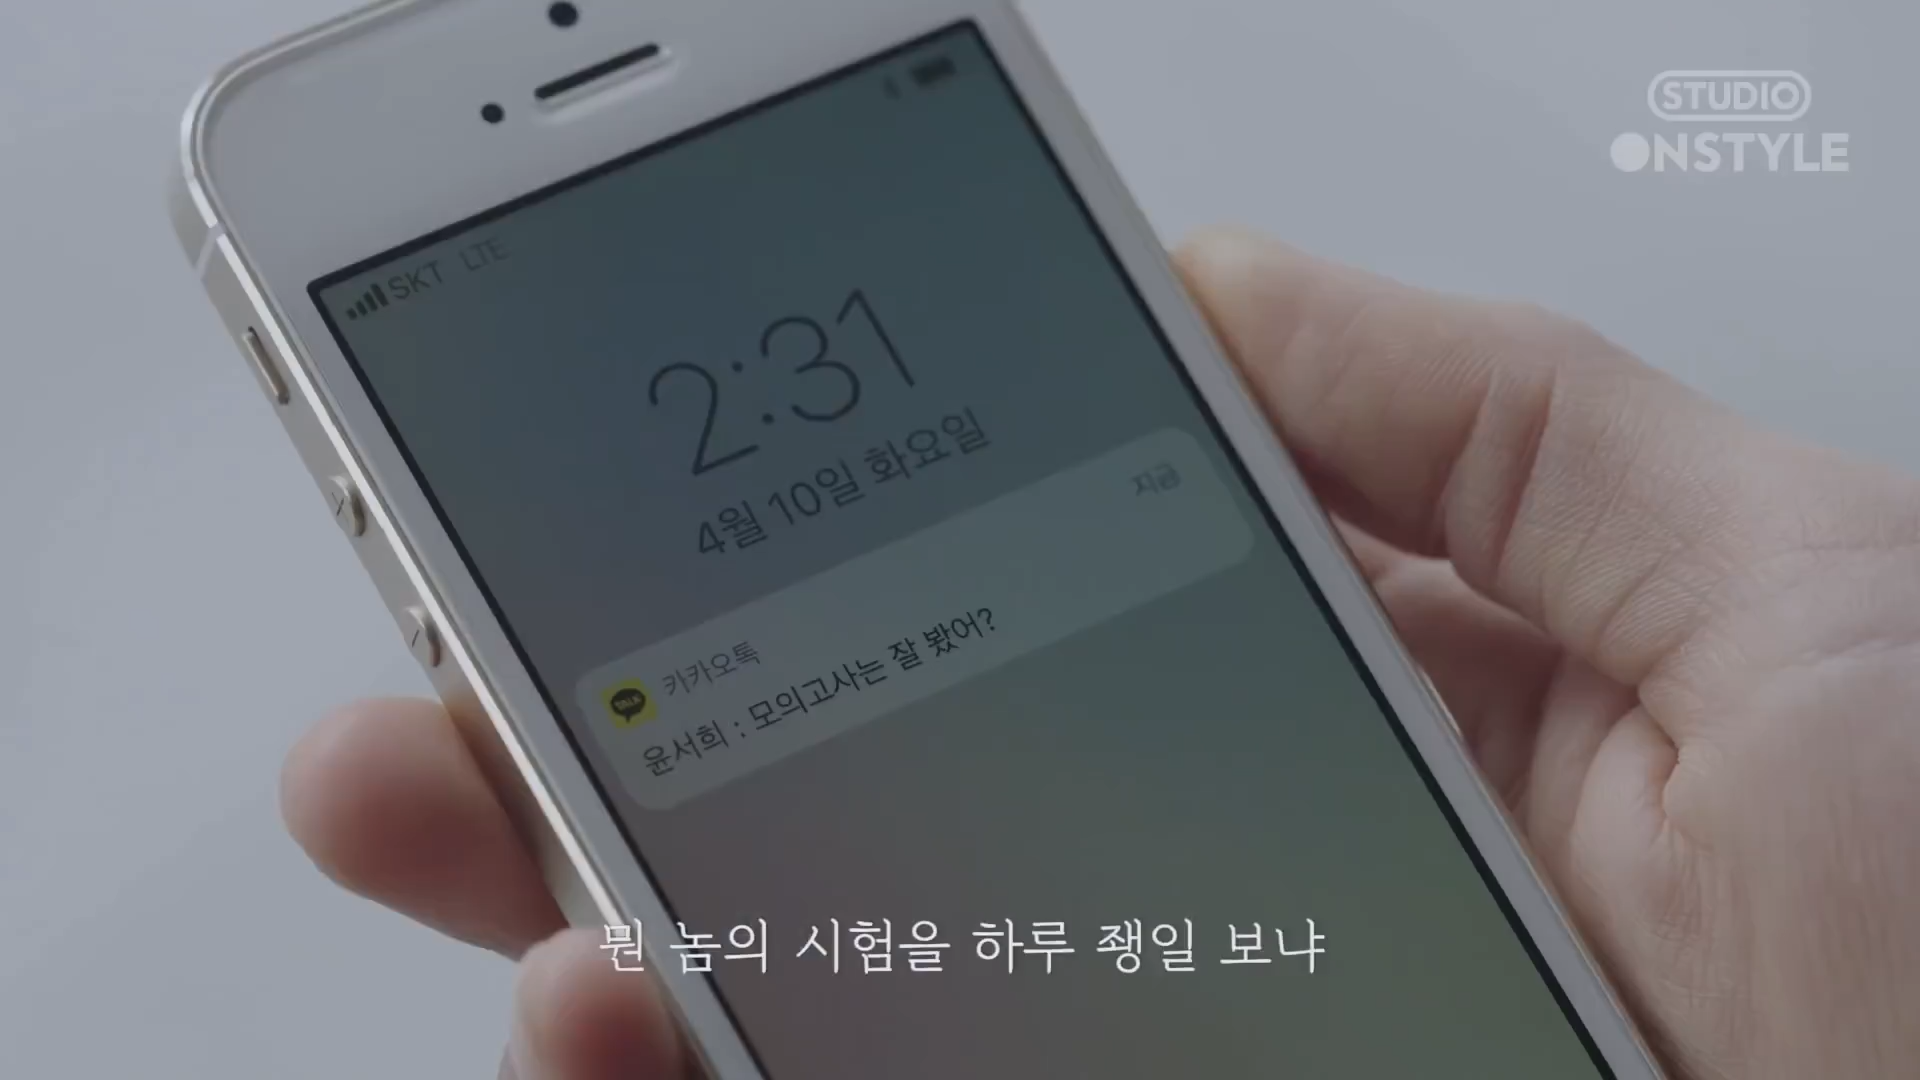 STUDIO
ONSTYLE
SKT LTE
2:31
4월 10일 화요일
카카오톡
지금
윤서희 : 모의고사는 잘 봤어?
뭔 놈의 시험을 하루 죙일 보냐